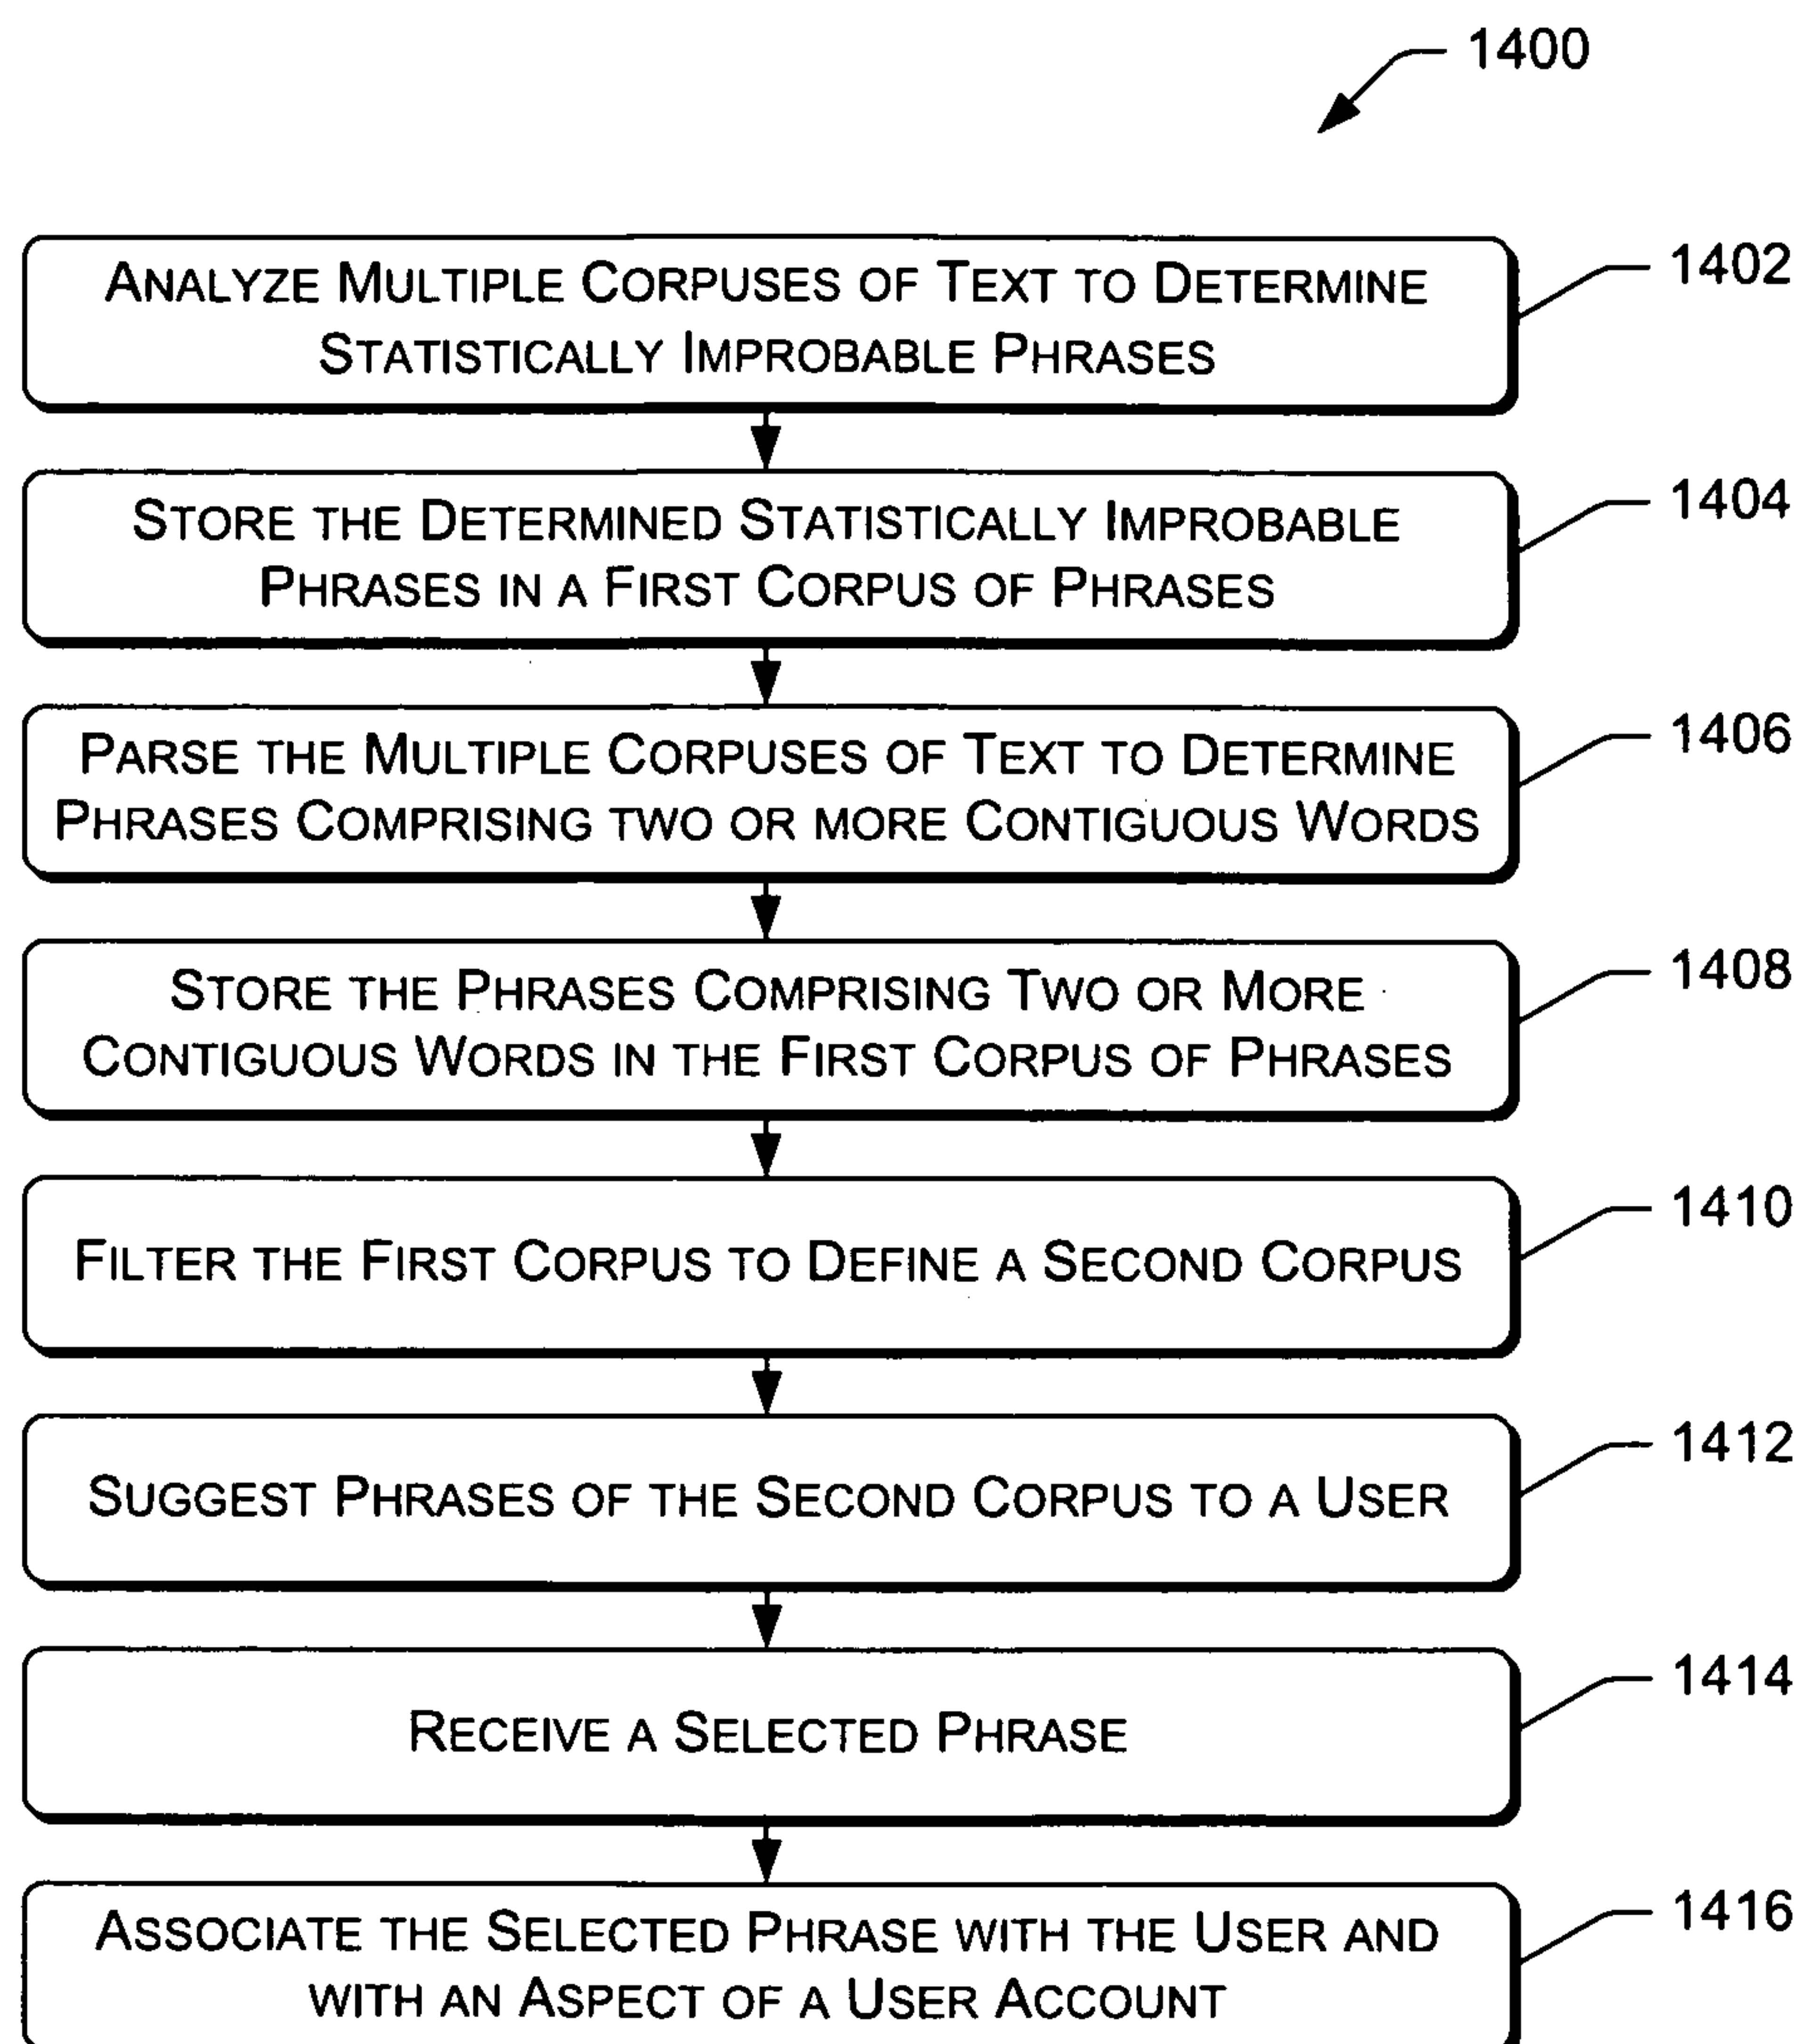 1400
ANALYZE MULTIPLE CORPUSES OF TEXT TO DETERMINE
STATISTICALLY IMPROBABLE PHRASES
1402
STORE THE DETERMINED STATISTICALLY IMPROBABLE
PHRASES IN A FIRST CORPUS OF PHRASES
1404
PARSE THE MULTIPLE CORPUSES OF TEXT TO DETERMINE
PHRASES COMPRISING TWO OR MORE CONTIGUOUS WORDS
1406
STORE THE PHRASES COMPRISING TWO OR MORE
CONTIGUOUS WORDS IN THE FIRST CORPUS OF PHRASES
1408
FILTER THE FIRST CORPUS TO DEFINE A SECOND CORPUS
1410
SUGGEST PHRASES OF THE SECOND CORPUS TO A USER
1412
RECEIVE A SELECTED PHRASE
1414
ASSOCIATE THE SELECTED PHRASE WITH THE USER AND
WITH AN ASPECT OF A USER ACCOUNT
1416